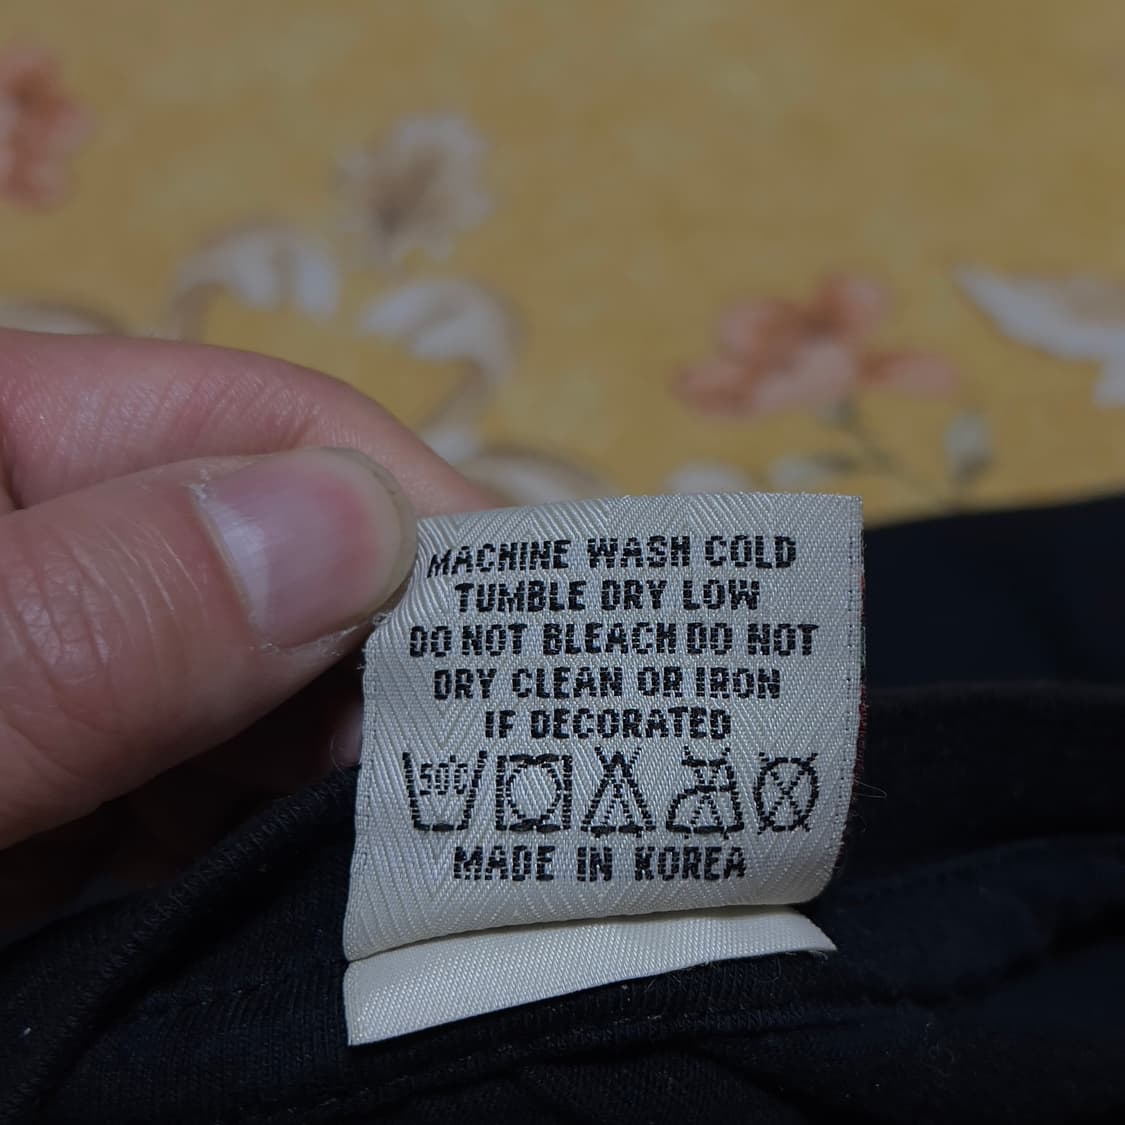 MACHINE WASH COLD
TUMBLE DRY LOW
DO NOT BLEACH DO NOT
DRY CLEAN OR IRON
IF DECORATED
50°C
MADE IN KOREA